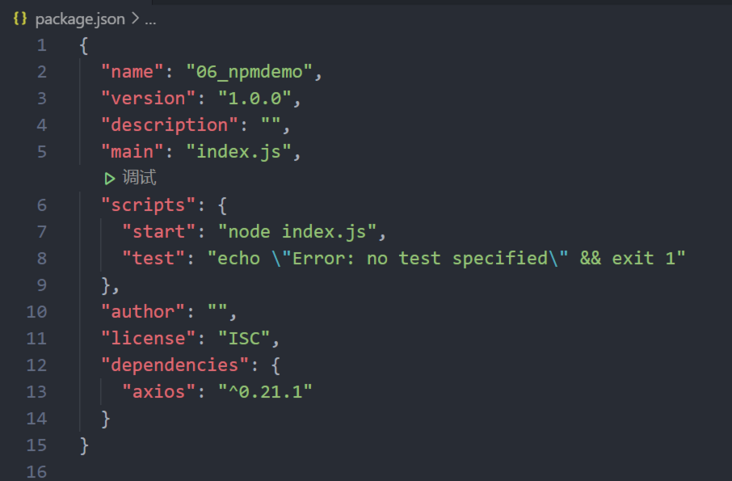 {} package.json > ...
1 {
2 "name": "06_npmdemo",
3 "version": "1.0.0",
4 "description": "",
5 "main": "index.js",
调试
6 "scripts": {
7 "start": "node index.js",
8 "test": "echo \"Error: no test specified\" && exit 1"
9 },
10 "author": "",
11 "license": "ISC",
12 "dependencies": {
13 "axios": "^0.21.1"
14 }
15 }
16